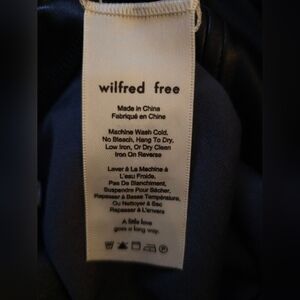 wilfred free
Made in China
Fabriqué en Chine
Machine Wash Cold,
No Bleach, Hang To Dry,
Low Iron, Or Dry Clean
Iron On Reverse
Laver à La Machine à
L'eau Froide,
Pas De Blanchiment,
Suspendre Pour Sécher,
Repasser à Basse Température,
Ou Nettoyer à Sec
Repasser à L'envers
A little love
goes a long way.